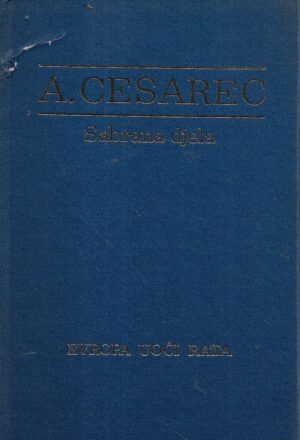 A. CESAREC
Sabrana djela
EVROPA UOČI RATA